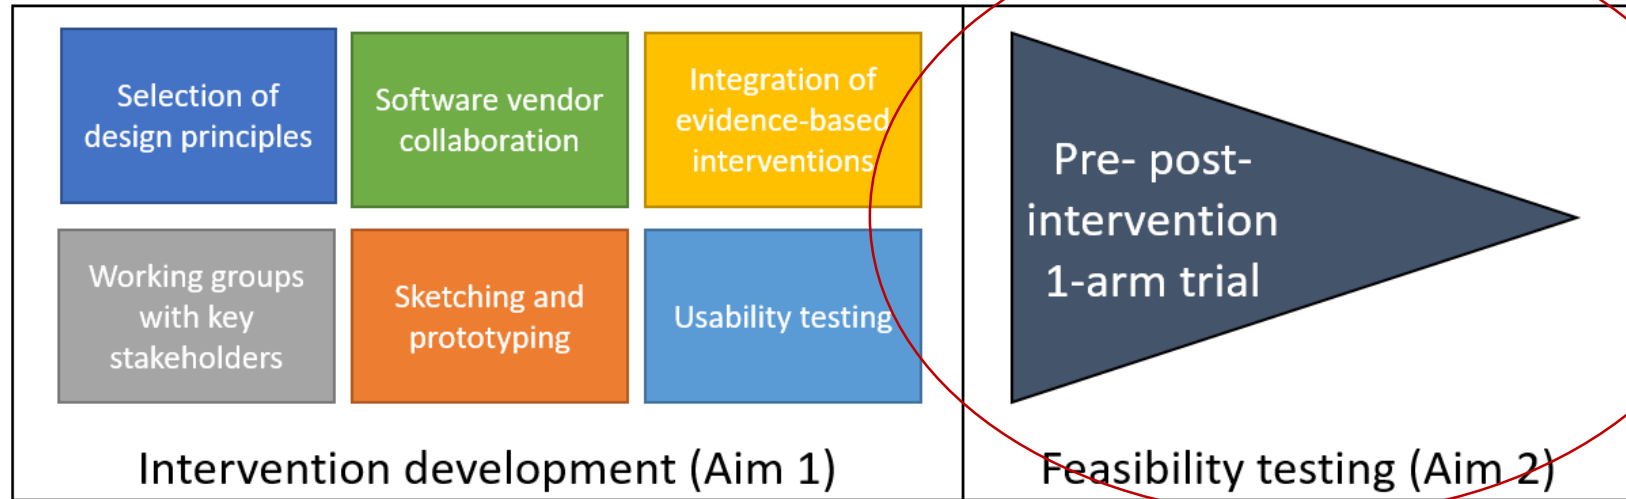 Selection of
design principles
Software vendor
collaboration
Integration of
evidence-based
interventions
Pre- post-
intervention
1-arm trial
Working groups
with key
stakeholders
Sketching and
prototyping
Usability testing
Intervention development (Aim 1)
Feasibility testing (Aim 2)